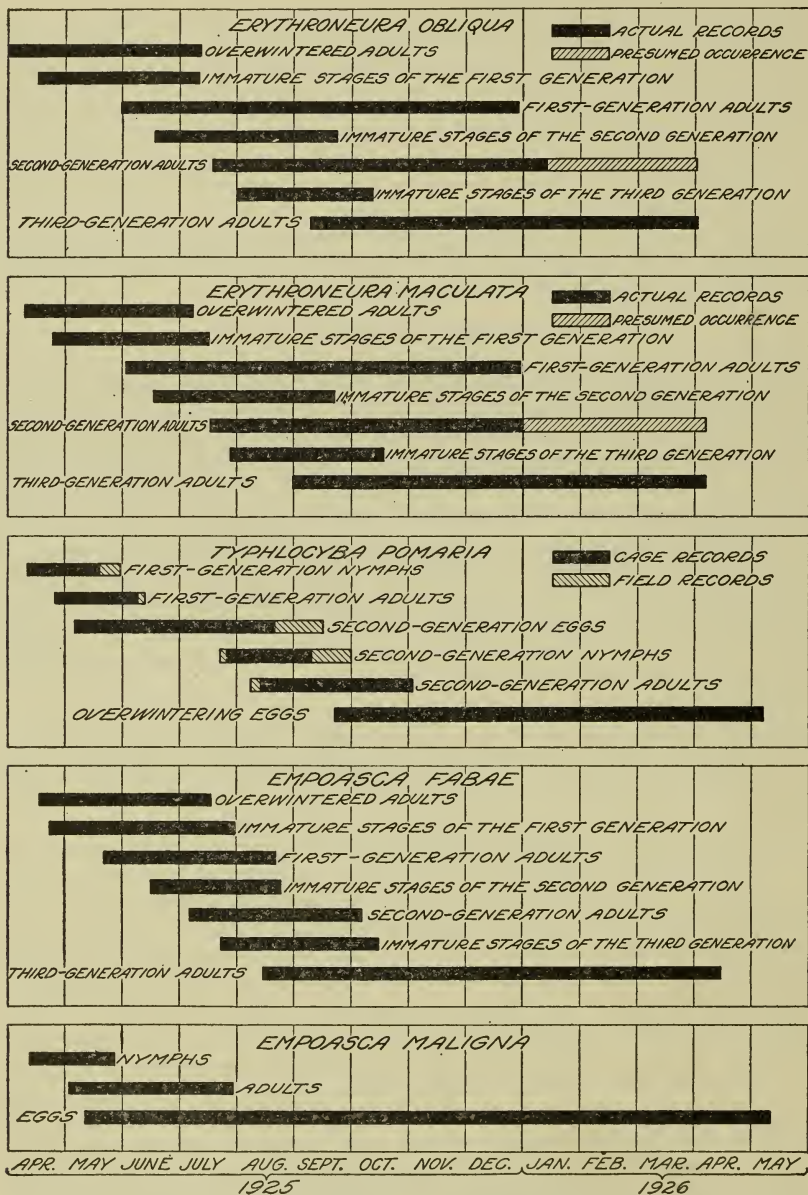 ERYTHRONEURA OBLIQUA
ACTUAL RECORDS
OVERWINTERED ADULTS
PRESUMED OCCURRENCE
IMMATURE STAGES OF THE FIRST GENERATION
FIRST-GENERATION ADULTS
IMMATURE STAGES OF THE SECOND GENERATION
SECOND-GENERATION ADULTS
IMMATURE STAGES OF THE THIRD GENERATION
THIRD-GENERATION ADULTS
ERYTHRONEURA MACULATA
ACTUAL RECORDS
OVERWINTERED ADULTS
PRESUMED OCCURRENCE
IMMATURE STAGES OF THE FIRST GENERATION
FIRST-GENERATION ADULTS
IMMATURE STAGES OF THE SECOND GENERATION
SECOND-GENERATION ADULTS
IMMATURE STAGES OF THE THIRD GENERATION
THIRD-GENERATION ADULTS
TYPHLOCYBA POMARIA
CAGE RECORDS
FIRST-GENERATION NYMPHS
FIELD RECORDS
FIRST-GENERATION ADULTS
SECOND-GENERATION EGGS
SECOND-GENERATION NYMPHS
SECOND-GENERATION ADULTS
OVERWINTERING EGGS
EMPOASCA FABAE
OVERWINTERED ADULTS
IMMATURE STAGES OF THE FIRST GENERATION
FIRST-GENERATION ADULTS
IMMATURE STAGES OF THE SECOND GENERATION
SECOND-GENERATION ADULTS
IMMATURE STAGES OF THE THIRD GENERATION
THIRD-GENERATION ADULTS
EMPOASCA MALIGNA
NYMPHS
ADULTS
EGGS
APR. MAY JUNE JULY AUG. SEPT. OCT. NOV. DEC. JAN. FEB. MAR. APR. MAY
1925 1926